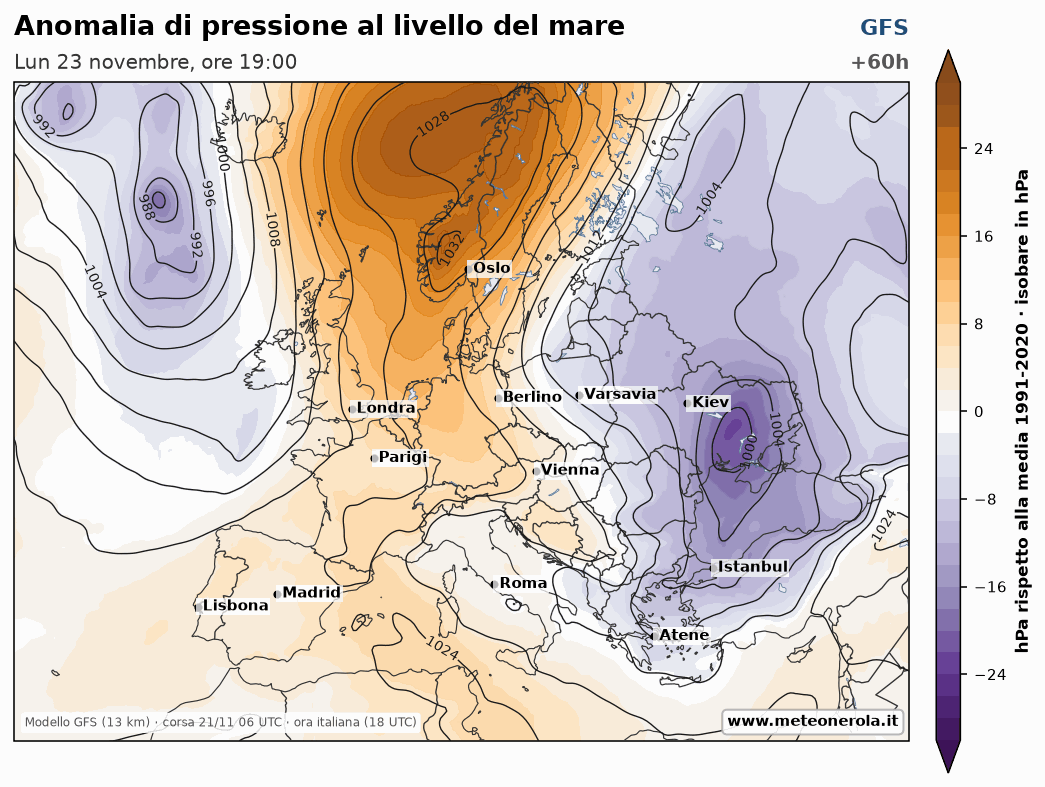 Anomalia di pressione al livello del mare
GFS
Lun 23 novembre, ore 19:00
+60h
992
1028
1000
988
996
992
1008
1004
1004
1032
Oslo
Londra
Berlino
Varsavia
Kiev
1004
1000
Parigi
Vienna
1024
Istanbul
Roma
Madrid
Lisbona
Atene
1024
Modello GFS (13 km) · corsa 21/11 06 UTC · ora italiana (18 UTC)
www.meteonerola.it
24
16
8
0
−8
−16
−24
hPa rispetto alla media 1991-2020 · isobare in hPa